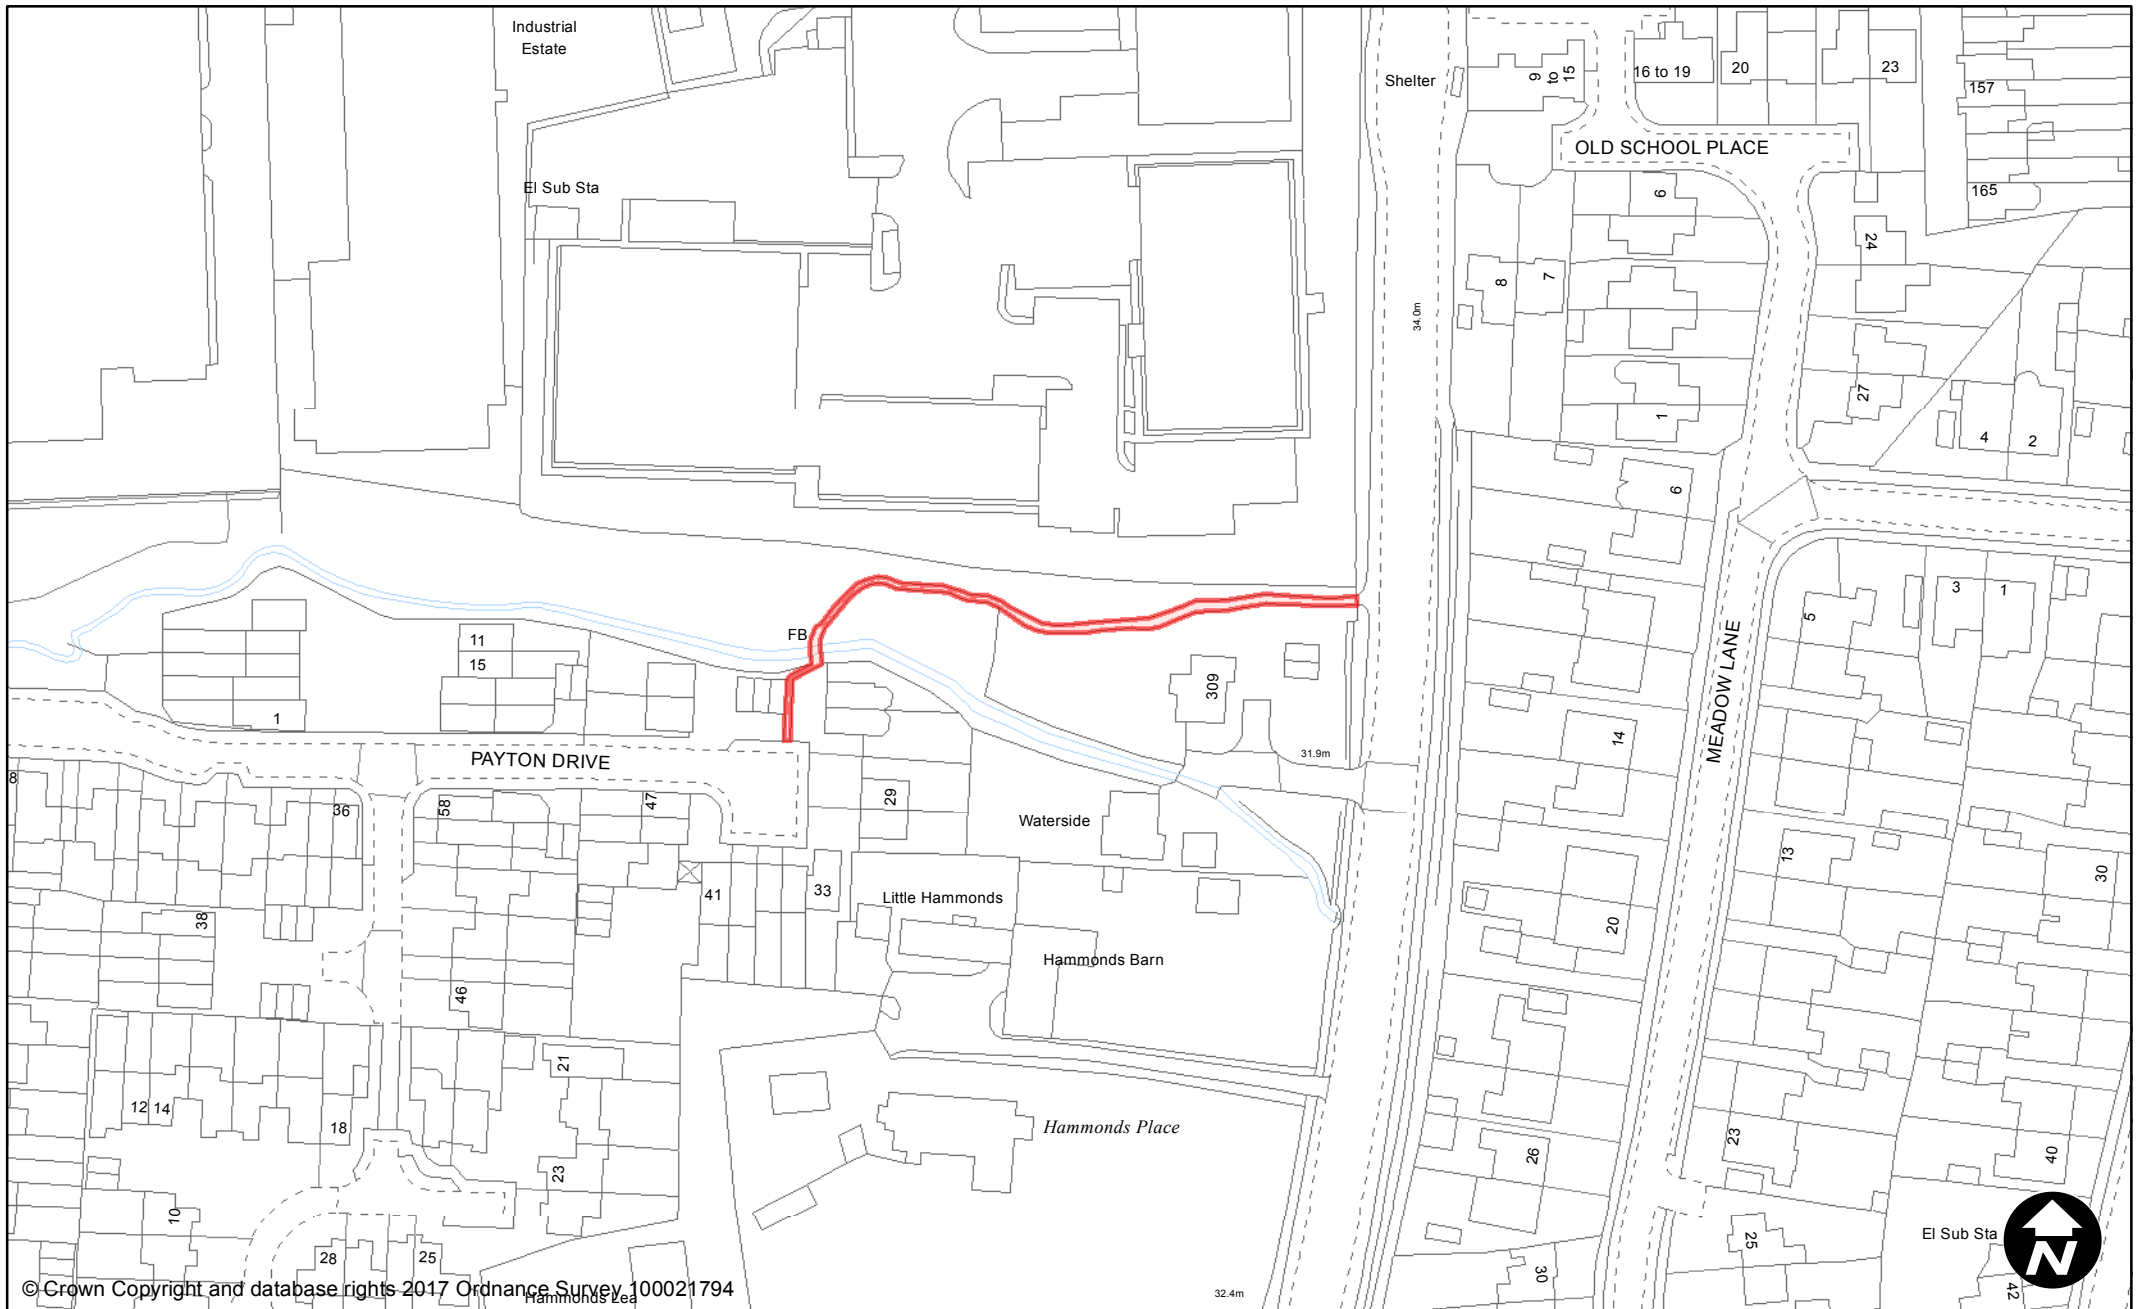 Industrial
Estate
Shelter
9
to
15
16 to 19
20
23
157
OLD SCHOOL PLACE
El Sub Sta
165
6
24
8
7
34.0m
27
1
4
2
6
FB
11
15
3
1
5
309
1
MEADOW LANE
14
31.9m
PAYTON DRIVE
8
36
58
47
29
Waterside
13
30
41
33
Little Hammonds
38
20
Hammonds Barn
46
21
12
14
18
Hammonds Place
23
26
40
23
10
28
25
El Sub Sta
25
N
30
42
© Crown Copyright and database rights 2017 Ordnance Survey 100021794
Hammonds Lea
32.4m